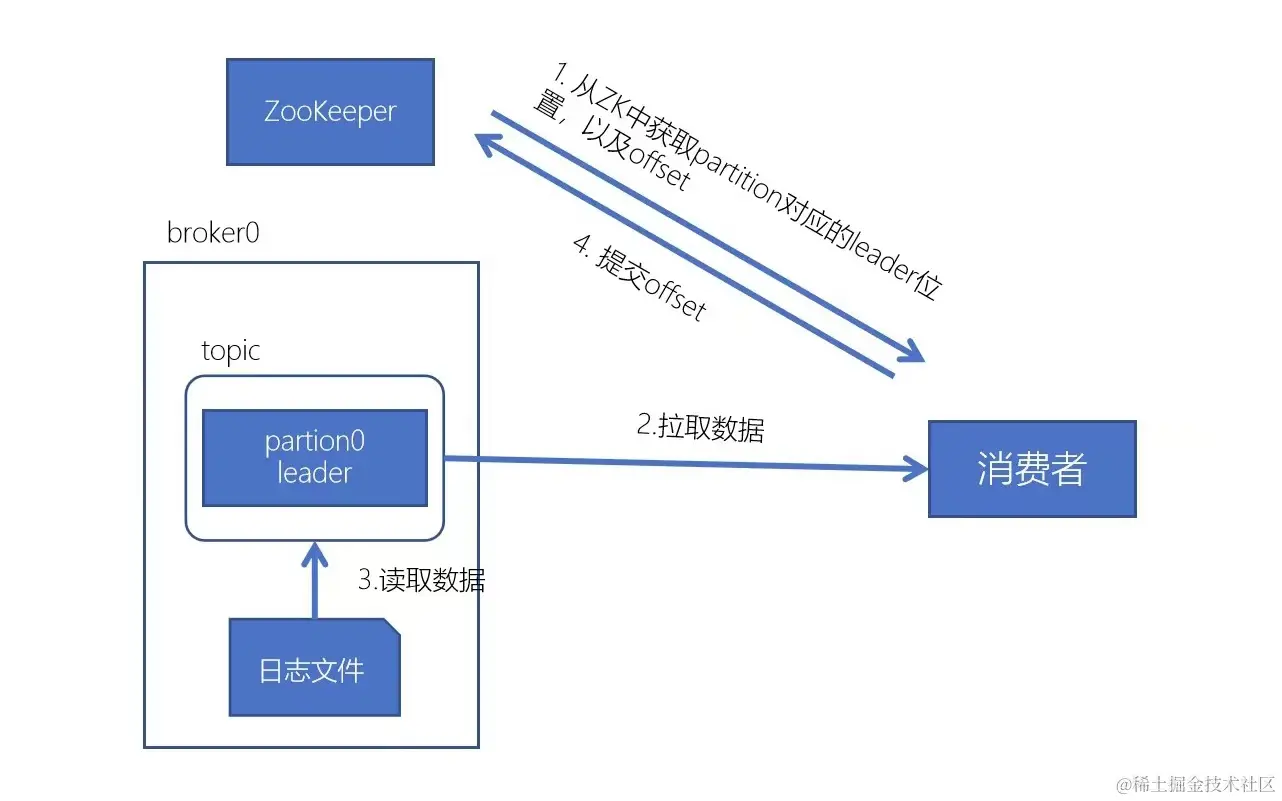 ZooKeeper
1. 从ZK中获取partition对应的leader位
置，以及offset
4. 提交offset
broker0
topic
partion0
leader
2.拉取数据
消费者
3.读取数据
日志文件
@稀土掘金技术社区